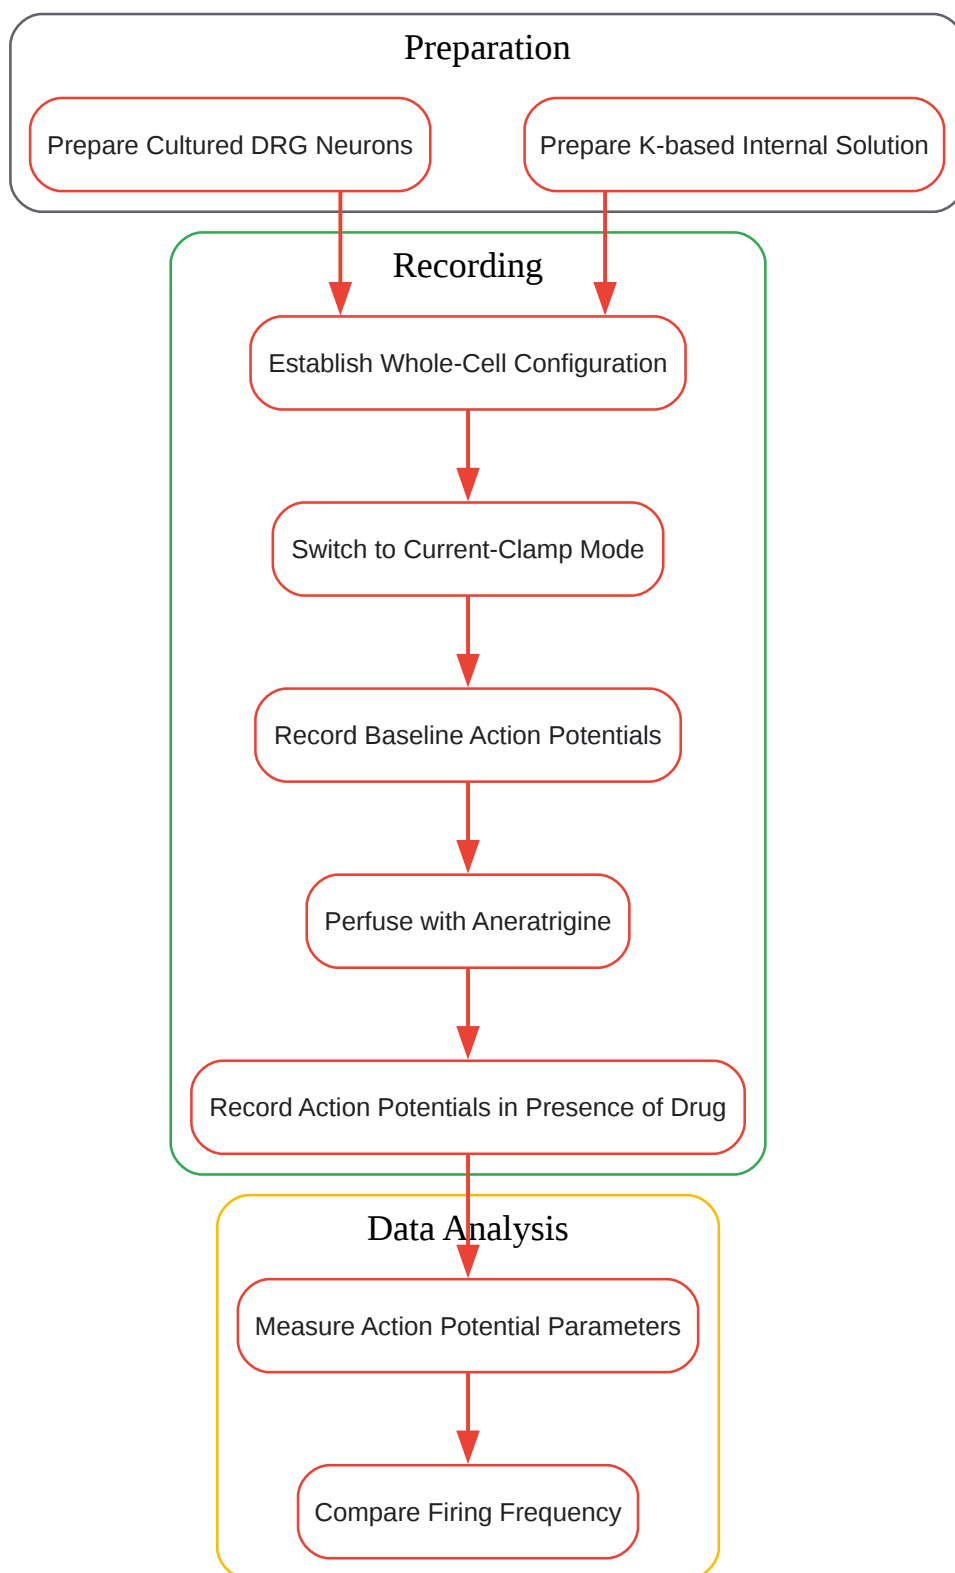 Preparation
Prepare Cultured DRG Neurons
Prepare K-based Internal Solution
Recording
Establish Whole-Cell Configuration
Switch to Current-Clamp Mode
Record Baseline Action Potentials
Perfuse with Aneratrigine
Record Action Potentials in Presence of Drug
Data Analysis
Measure Action Potential Parameters
Compare Firing Frequency